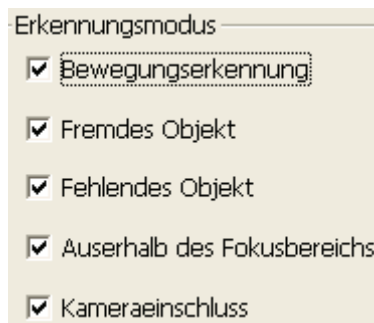 Erkennungsmodus
Bewegungserkennung
Fremdes Objekt
Fehlendes Objekt
Auserhalb des Fokusbereichs
Kameraeinschluss